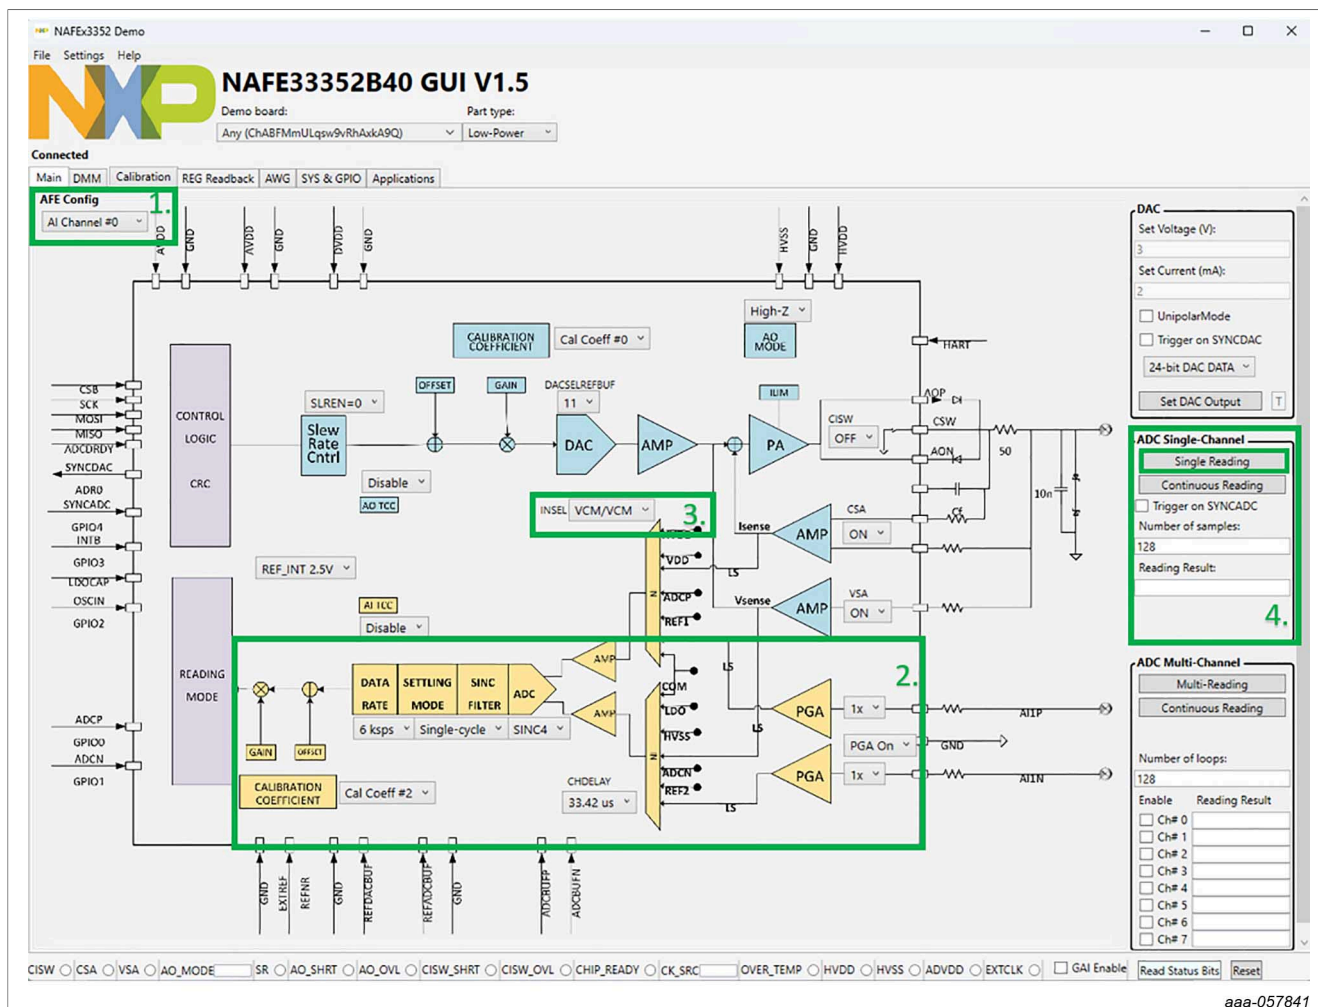 NXP NAFEx3352 Demo
File Settings Help
NXP
NAFE33352B40 GUI V1.5
Demo board: Part type:
Any (ChABFMmULqsw9vRhAxkA9Q) Low-Power
Connected
Main DMM Calibration REG Readback AWG SYS & GPIO Applications
AFE Config
AI Channel #0
1.
AVDD
GND
AVDD
GND
DVDD
GND
HVSS
GND
HVDD
High-Z
AO
MODE
CALIBRATION
COEFFICIENT
Cal Coeff #0
HART
CSB
SCK
MOSI
MISO
ADCDRDY
SYNCDAC
ADR0
SYNCADC
GPIO4
INTB
GPIO3
LDOCAP
OSCIN
GPIO2
ADCP
GPIO0
ADCN
GPIO1
CONTROL
LOGIC
CRC
READING
MODE
SLREN=0
Slew
Rate
Cntrl
OFFSET
GAIN
DACSELREFBUF
11
DAC
AMP
PA
CISW
OFF
AOP
CSW
AON
50
10n
Cf
Disable
AO TCC
INSEL VCM/VCM
3.
Isense
AMP
CSA
ON
Vsense
AMP
VSA
ON
REF_INT 2.5V
AI TCC
Disable
VDD
LS
ADCP
REF1
LS
COM
LDO
HVSS
LS
ADCN
REF2
LS
AMP
AMP
DATA
RATE
SETTLING
MODE
SINC
FILTER
ADC
6 ksps Single-cycle SINC4
GAIN
OFFSET
CALIBRATION
COEFFICIENT
Cal Coeff #2
CHDELAY
33.42 us
2.
PGA
1x
PGA On
PGA
1x
AI1P
GND
AI1N
GND
EXTREF
REFNR
GND
REFDACBUF
REFADCBUF
GND
ADCBUFP
ADCBUFN
DAC
Set Voltage (V):
3
Set Current (mA):
2
UnipolarMode
Trigger on SYNCDAC
24-bit DAC DATA
Set DAC Output T
ADC Single-Channel
Single Reading
Continuous Reading
Trigger on SYNCADC
Number of samples:
128
Reading Result:
4.
ADC Multi-Channel
Multi-Reading
Continuous Reading
Number of loops:
128
Enable Reading Result
Ch# 0
Ch# 1
Ch# 2
Ch# 3
Ch# 4
Ch# 5
Ch# 6
Ch# 7
CISW CSA VSA AO_MODE SR AO_SHRT AO_OVL CISW_SHRT CISW_OVL CHIP_READY CK_SRC OVER_TEMP HVDD HVSS ADVDD EXTCLK GAI Enable Read Status Bits Reset
aaa-057841